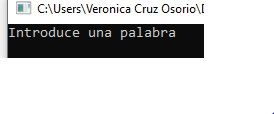 C:\Users\Veronica Cruz Osorio\D
Introduce una palabra